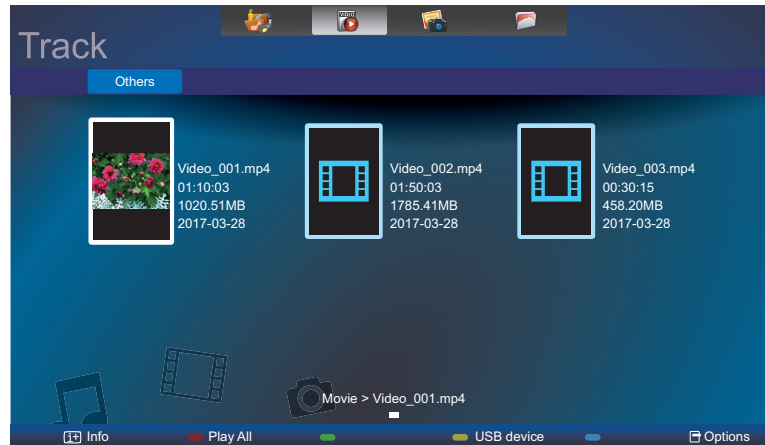 VIDEO
Track
Others
Video_001.mp4
01:10:03
1020.51MB
2017-03-28
Video_002.mp4
01:50:03
1785.41MB
2017-03-28
Video_003.mp4
00:30:15
458.20MB
2017-03-28
Movie > Video_001.mp4
i+ Info
Play All
USB device
Options